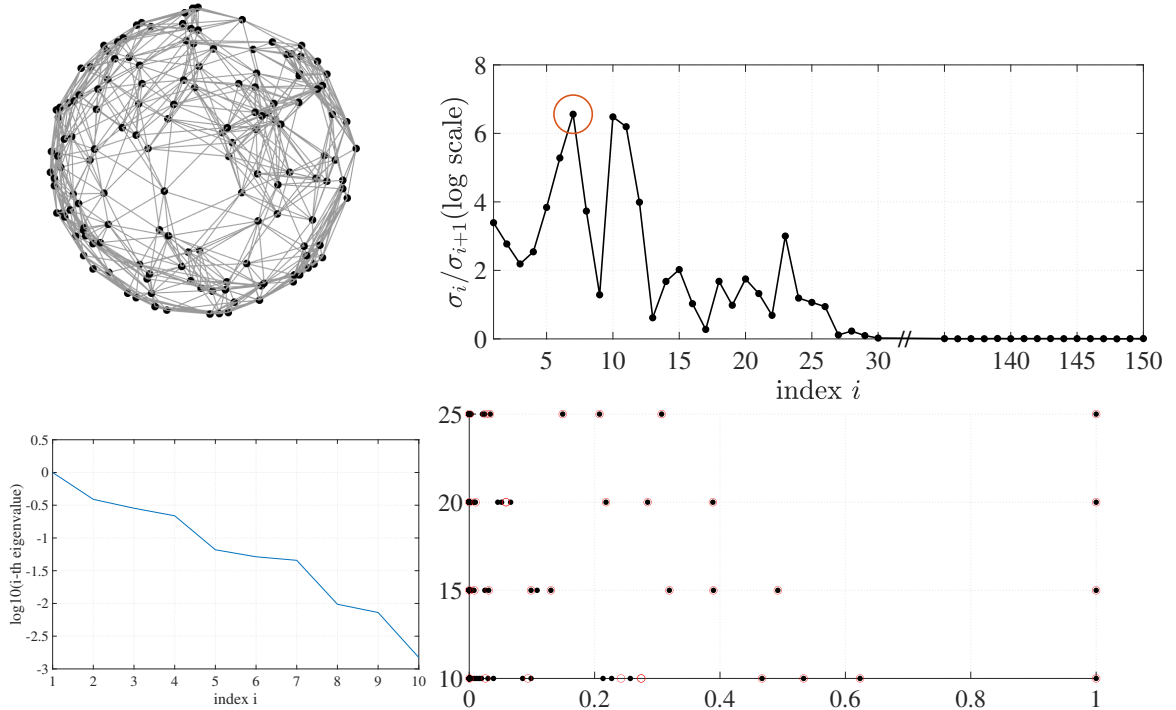 8
6
4
2
0
σ_i/σ_{i+1}(log scale)
5 10 15 20 25 30 140 145 150
index i
0.5
0
-0.5
-1
-1.5
-2
-2.5
-3
log10(i-th eigenvalue)
1 2 3 4 5 6 7 8 9 10
index i
25
20
15
10
0 0.2 0.4 0.6 0.8 1